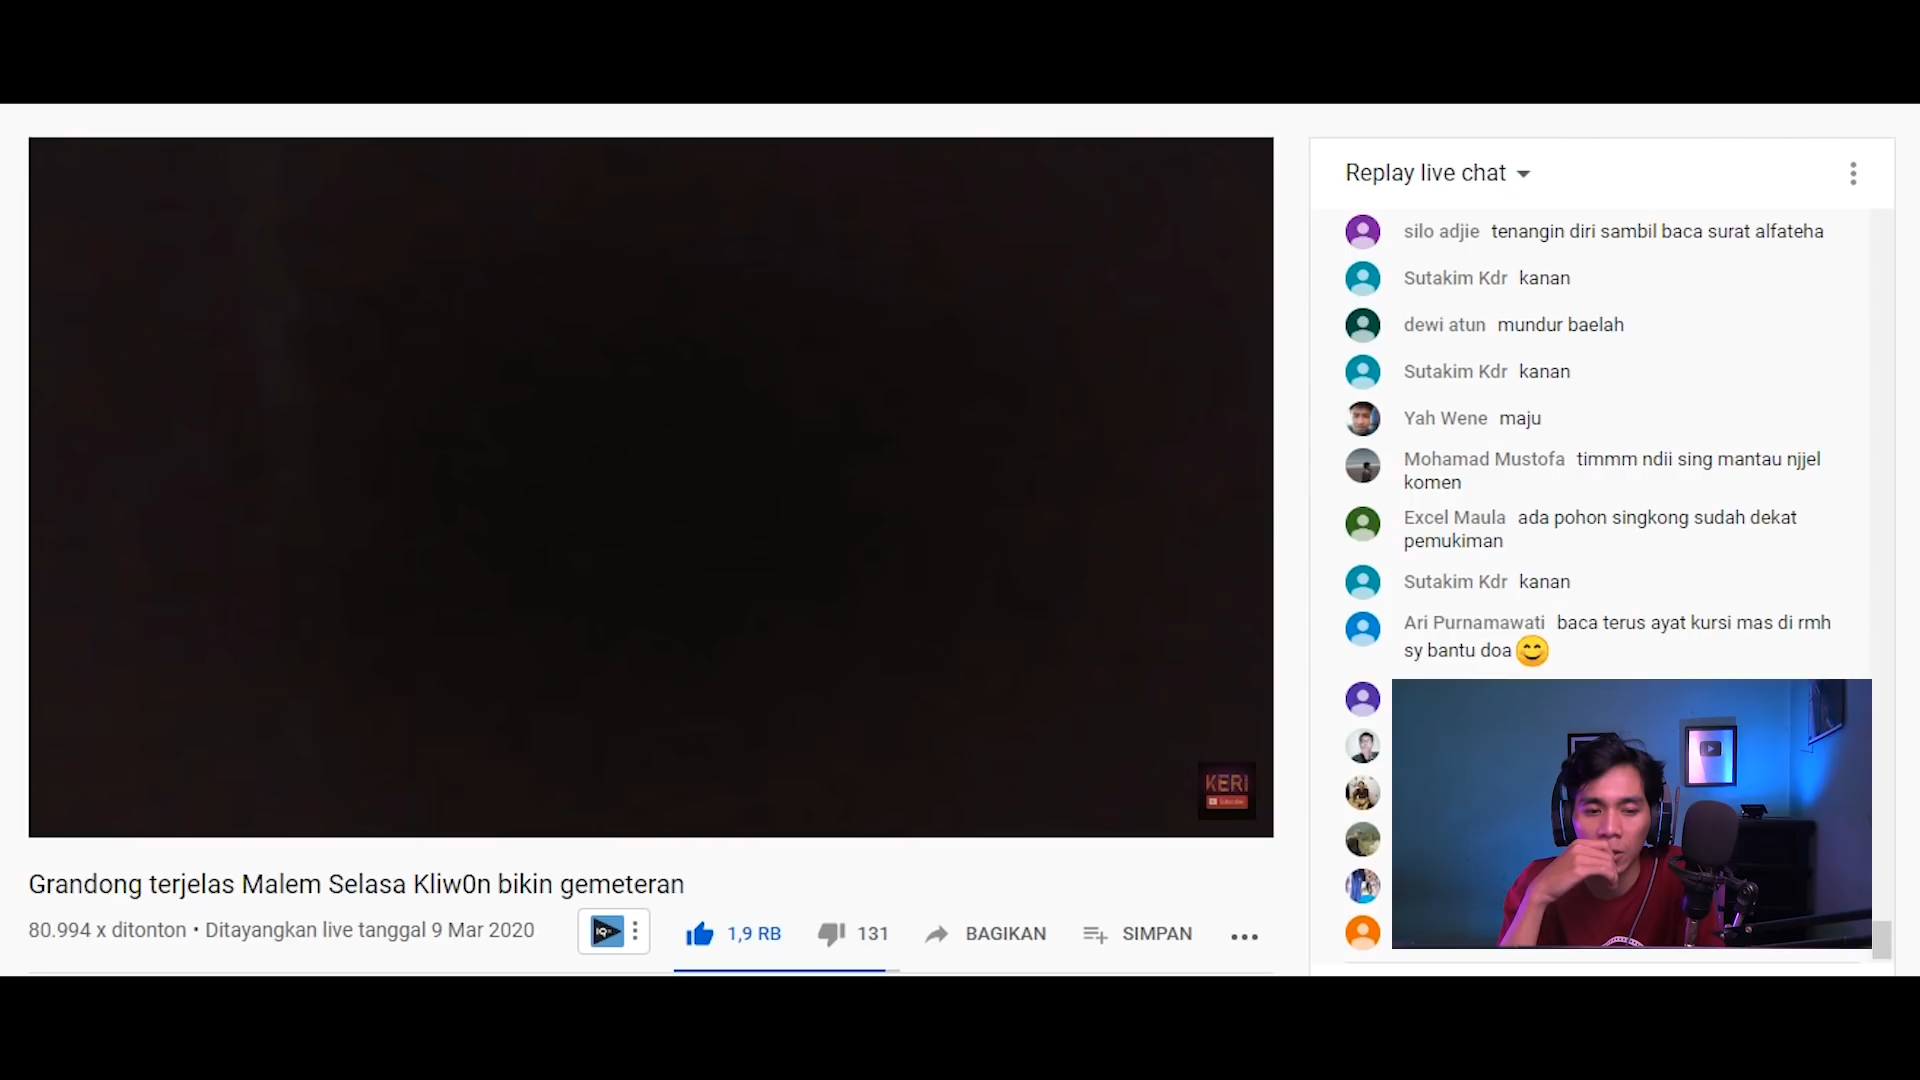 Replay live chat
silo adjie tenangin diri sambil baca surat alfateha
Sutakim Kdr kanan
dewi atun mundur baelah
Sutakim Kdr kanan
Yah Wene maju
Mohamad Mustofa timmm ndii sing mantau njjel
komen
Excel Maula ada pohon singkong sudah dekat
pemukiman
Sutakim Kdr kanan
Ari Purnamawati baca terus ayat kursi mas di rmh
sy bantu doa
KERI
Subscribe
Grandong terjelas Malem Selasa Kliw0n bikin gemeteran
80.994 x ditonton • Ditayangkan live tanggal 9 Mar 2020
IQ
1,9 RB
131
BAGIKAN
SIMPAN